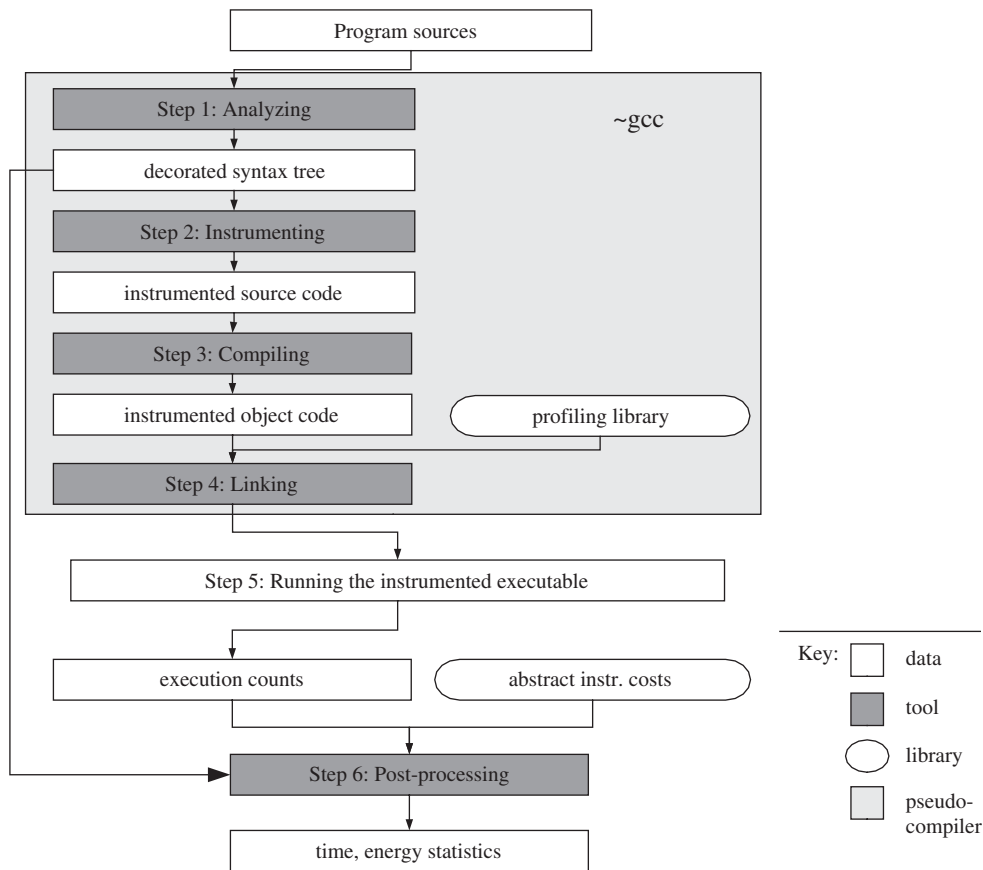 Program sources
Step 1: Analyzing
~gcc
decorated syntax tree
Step 2: Instrumenting
instrumented source code
Step 3: Compiling
instrumented object code
profiling library
Step 4: Linking
Step 5: Running the instrumented executable
execution counts
abstract instr. costs
Step 6: Post-processing
time, energy statistics
Key:
data
tool
library
pseudo-
compiler